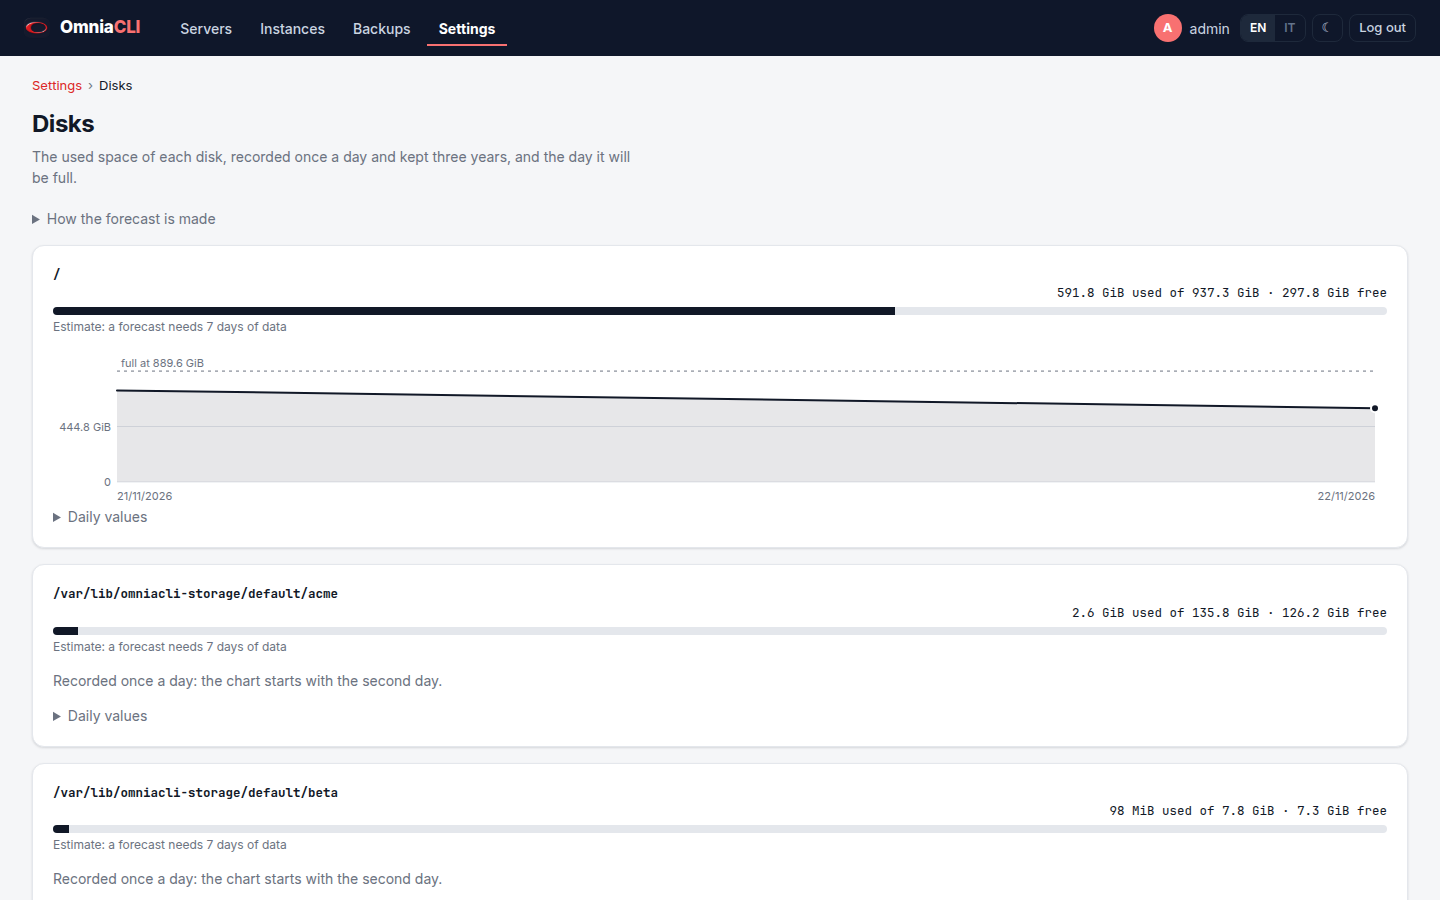 OmniaCLI
Servers
Instances
Backups
Settings
A
admin
EN
IT
Log out
Settings › Disks
Disks
The used space of each disk, recorded once a day and kept three years, and the day it will
be full.
How the forecast is made
/
591.8 GiB used of 937.3 GiB · 297.8 GiB free
Estimate: a forecast needs 7 days of data
full at 889.6 GiB
444.8 GiB
0
21/11/2026
22/11/2026
Daily values
/var/lib/omniacli-storage/default/acme
2.6 GiB used of 135.8 GiB · 126.2 GiB free
Estimate: a forecast needs 7 days of data
Recorded once a day: the chart starts with the second day.
Daily values
/var/lib/omniacli-storage/default/beta
98 MiB used of 7.8 GiB · 7.3 GiB free
Estimate: a forecast needs 7 days of data
Recorded once a day: the chart starts with the second day.